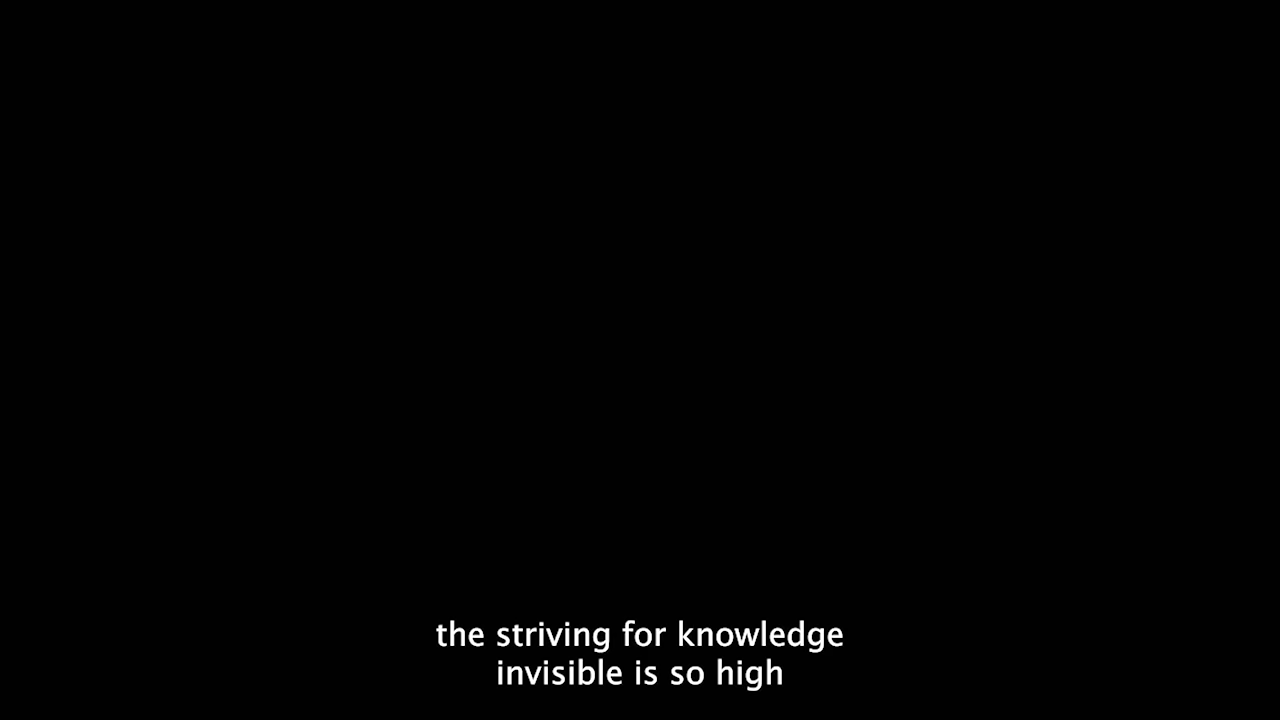 the striving for knowledge
invisible is so high